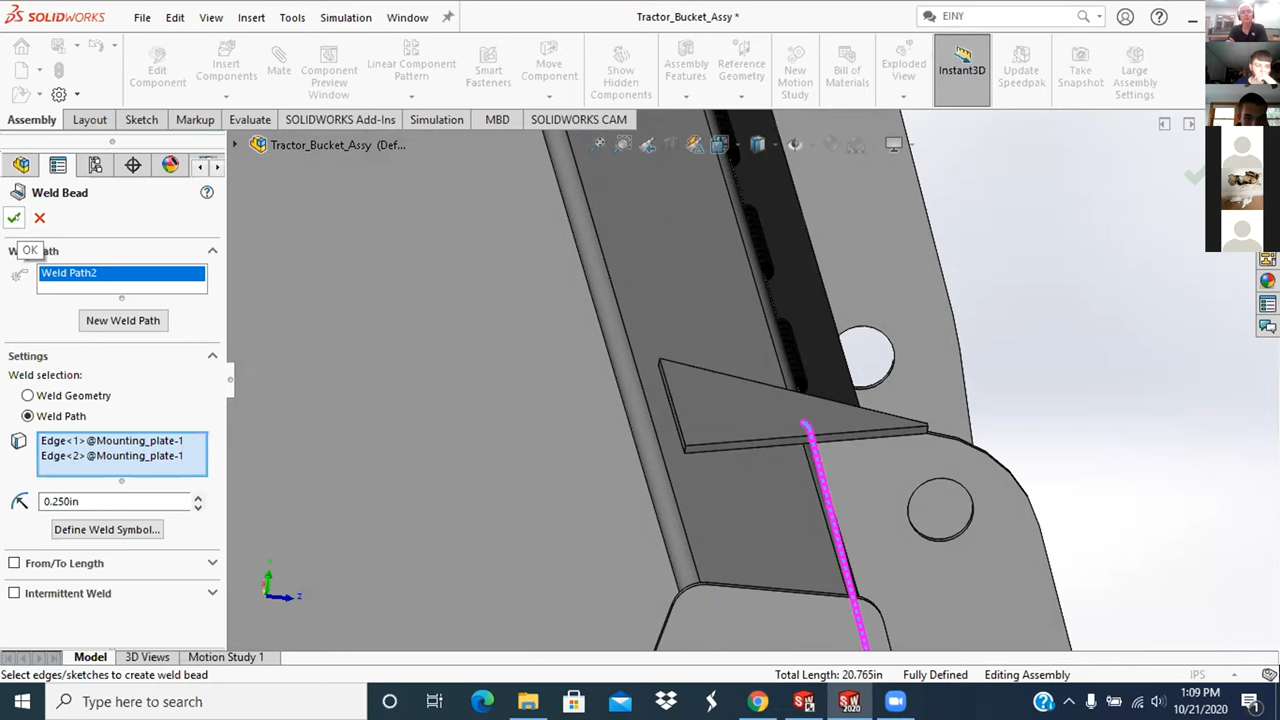 SOLIDWORKS File Edit View Insert Tools Simulation Window Tractor_Bucket_Assy * EINY
Edit Component
Insert Components
Mate
Component Preview Window
Linear Component Pattern
Smart Fasteners
Move Component
Show Hidden Components
Assembly Features
Reference Geometry
New Motion Study
Bill of Materials
Exploded View
Instant3D
Update Speedpak
Take Snapshot
Large Assembly Settings
Assembly Layout Sketch Markup Evaluate SOLIDWORKS Add-Ins Simulation MBD SOLIDWORKS CAM
Tractor_Bucket_Assy (Def...
Weld Bead
OK
Weld Path2
New Weld Path
Settings
Weld selection:
Weld Geometry
Weld Path
Edge<1>@Mounting_plate-1
Edge<2>@Mounting_plate-1
0.250in
Define Weld Symbol...
From/To Length
Intermittent Weld
Z
Model 3D Views Motion Study 1
Select edges/sketches to create weld bead Total Length: 20.765in Fully Defined Editing Assembly IPS
Type here to search
SW
SW 2020
1:09 PM
10/21/2020